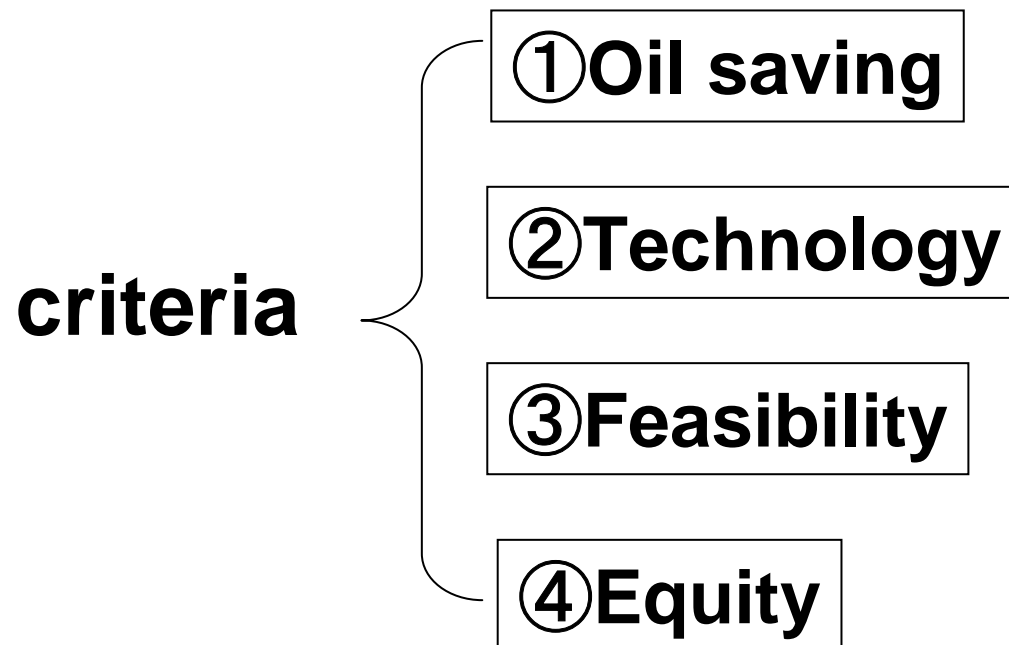 ①Oil saving
②Technology
criteria
③Feasibility
④Equity